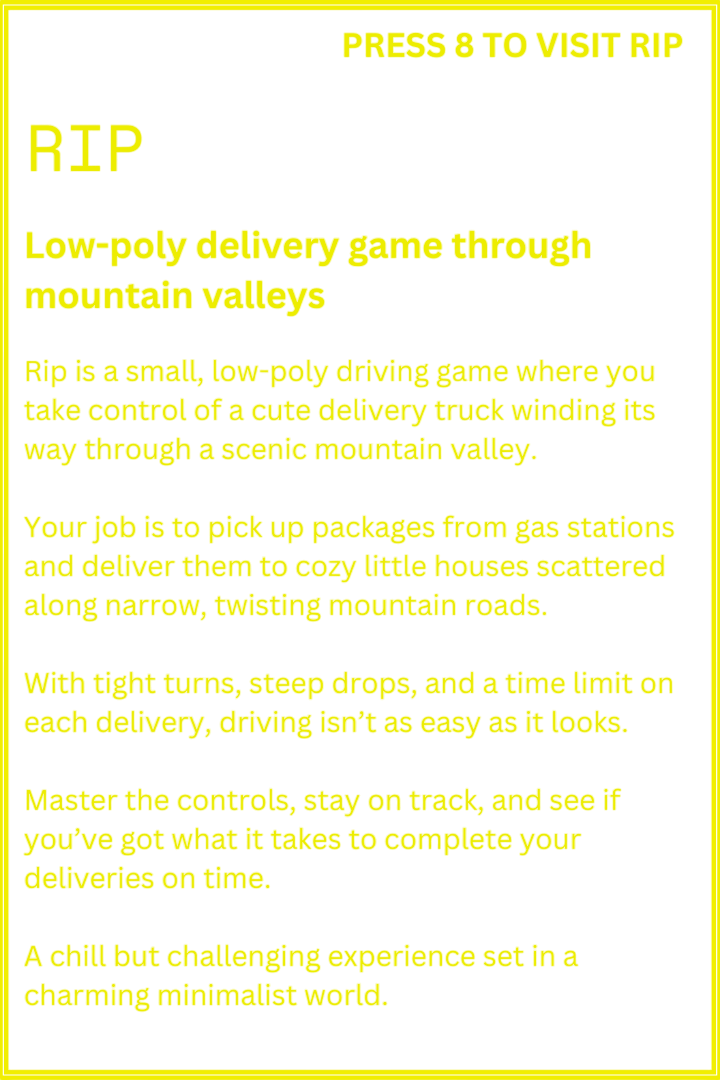 PRESS 8 TO VISIT RIP
RIP
Low-poly delivery game through
mountain valleys
Rip is a small, low-poly driving game where you
take control of a cute delivery truck winding its
way through a scenic mountain valley.
Your job is to pick up packages from gas stations
and deliver them to cozy little houses scattered
along narrow, twisting mountain roads.
With tight turns, steep drops, and a time limit on
each delivery, driving isn’t as easy as it looks.
Master the controls, stay on track, and see if
you’ve got what it takes to complete your
deliveries on time.
A chill but challenging experience set in a
charming minimalist world.